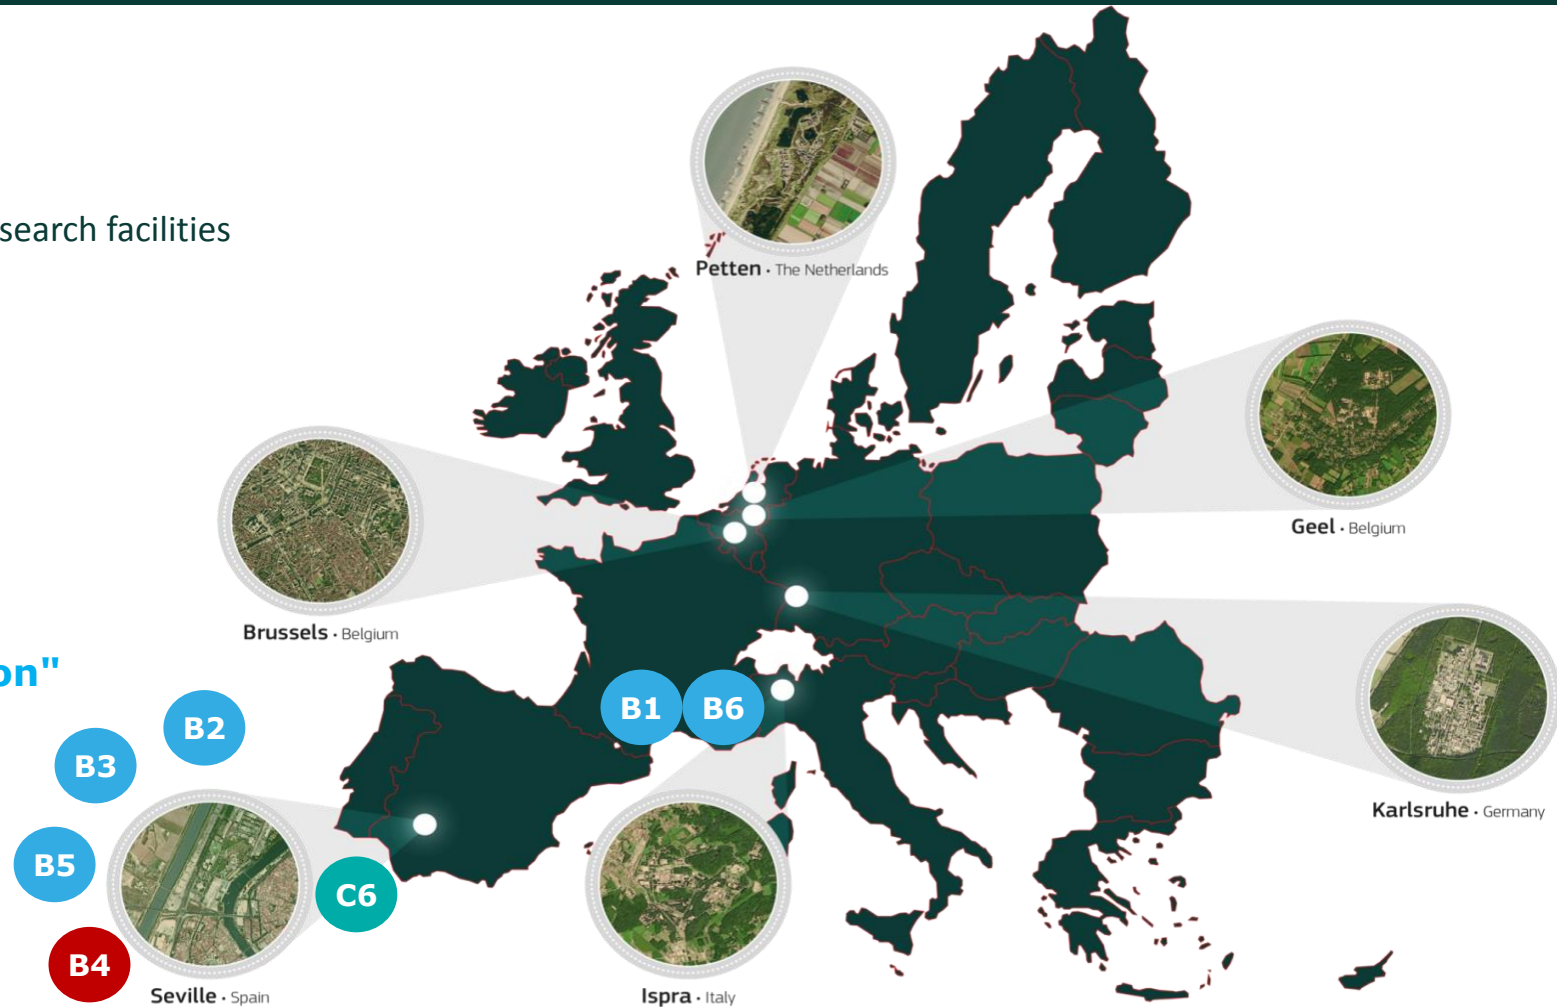 search facilities
Petten · The Netherlands
Geel · Belgium
Brussels · Belgium
on"
B1 B6
B2
B3
Karlsruhe · Germany
B5
C6
B4
Seville · Spain
Ispra · Italy